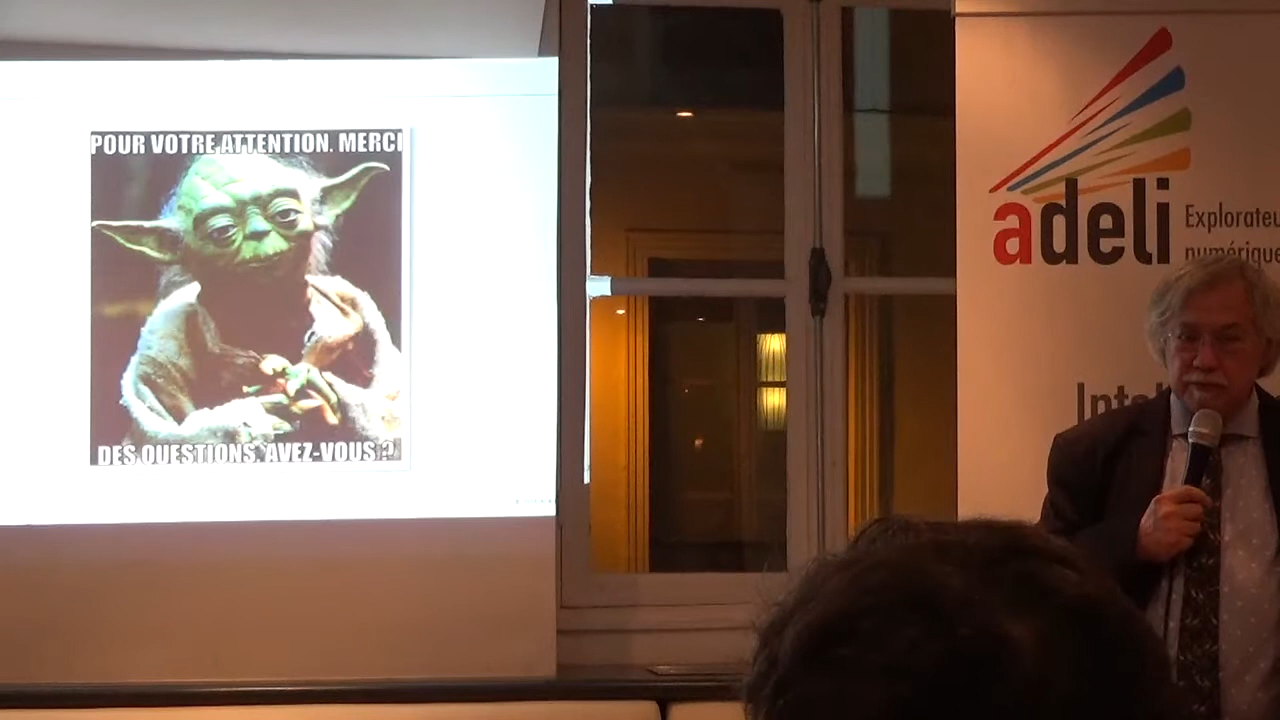 POUR VOTRE ATTENTION. MERCI
DES QUESTIONS, AVEZ-VOUS ?
adeli
Explorateu
numérique